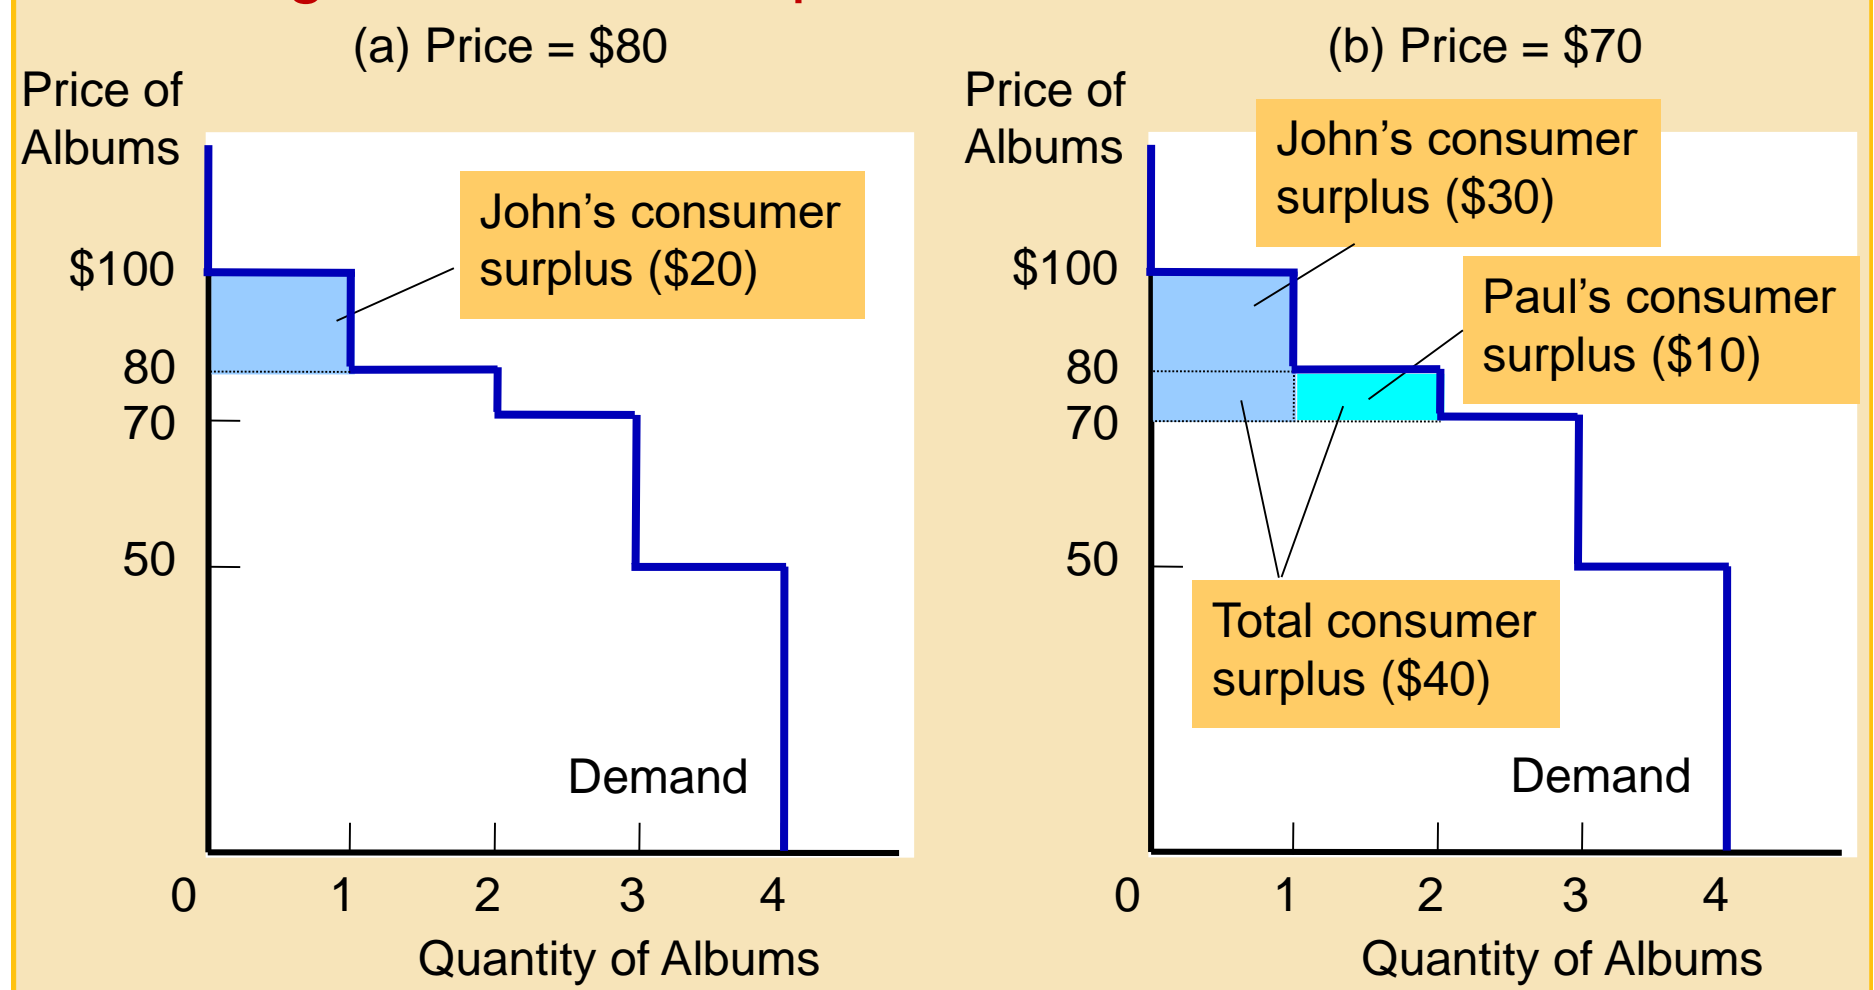 (a) Price = $80
Price of
Albums
John’s consumer
surplus ($20)
$100
80
70
50
Demand
0 1 2 3 4
Quantity of Albums
(b) Price = $70
Price of
Albums
John’s consumer
surplus ($30)
$100
Paul’s consumer
surplus ($10)
80
70
50
Total consumer
surplus ($40)
Demand
0 1 2 3 4
Quantity of Albums